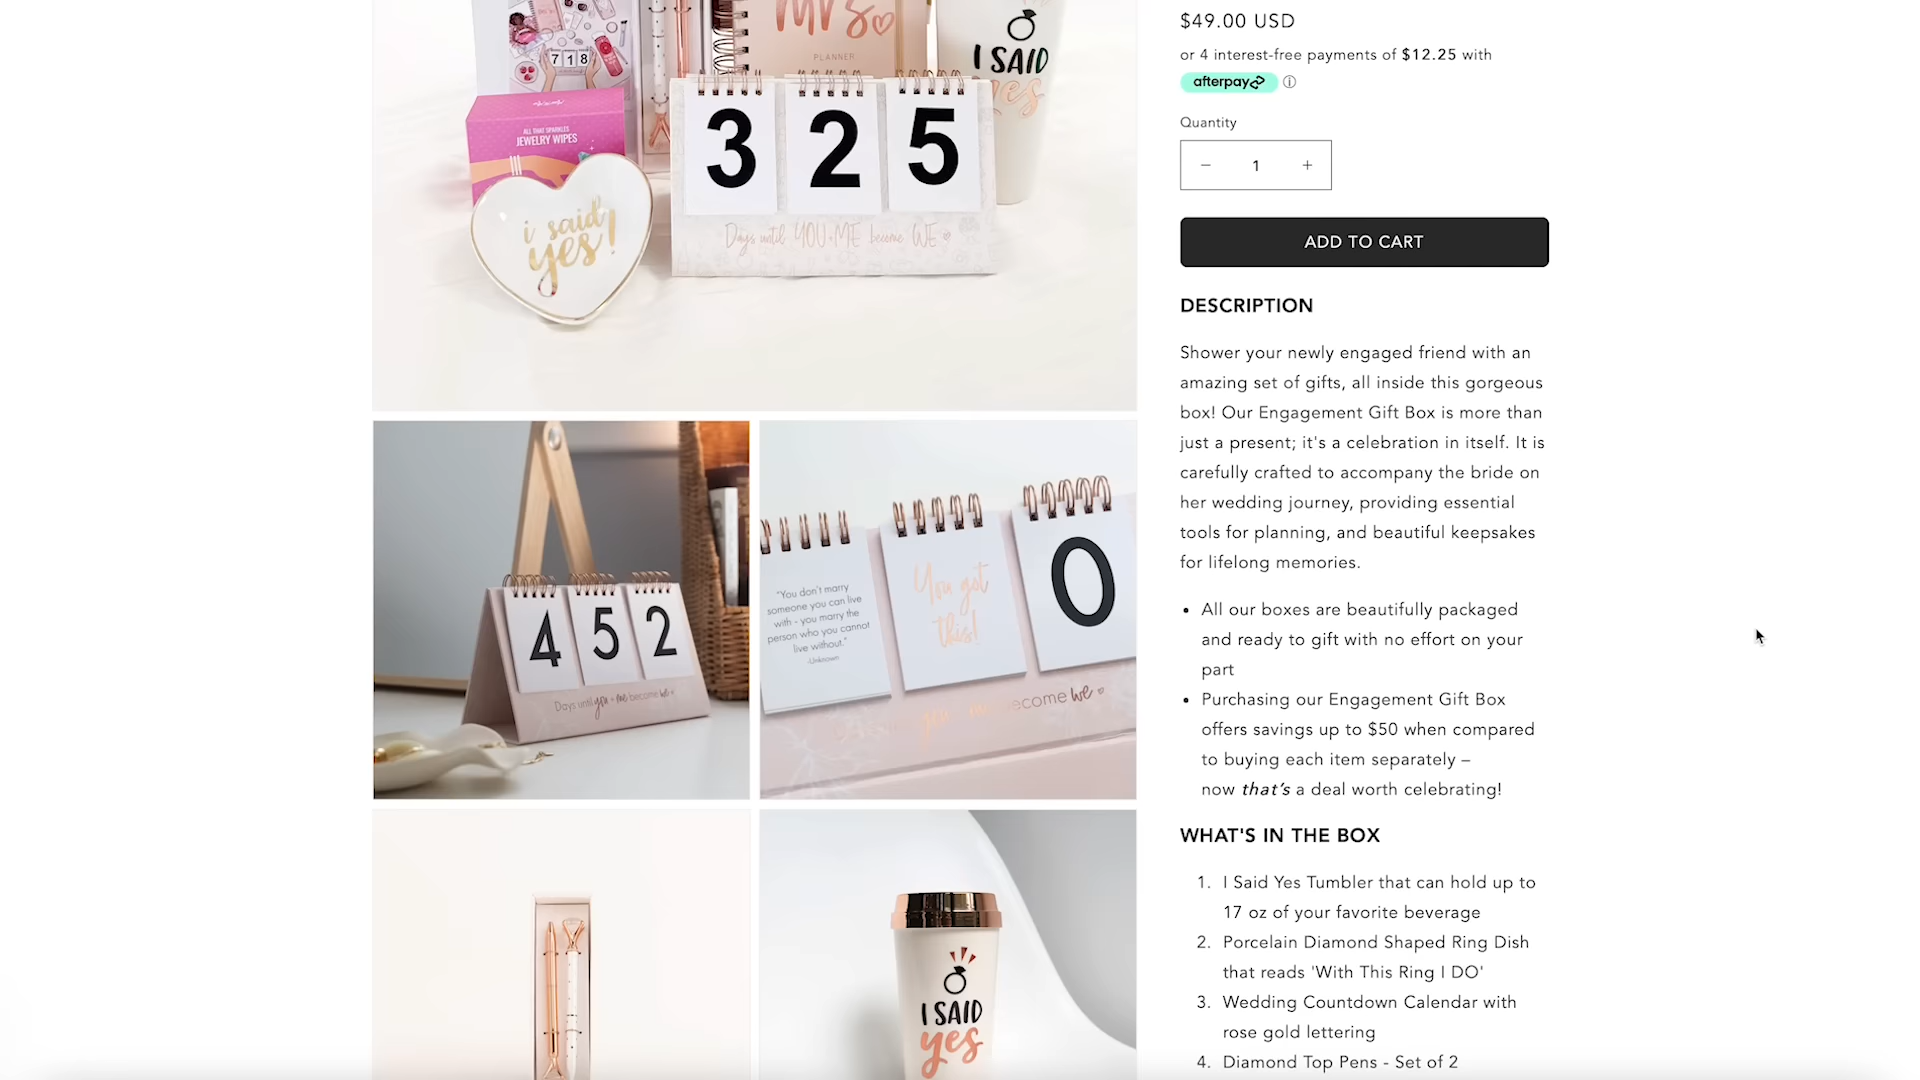 7 1 8
Mrs
PLANNER
I SAID
yes
ALL THAT SPARKLES
JEWELRY WIPES
3 2 5
Days until YOU + ME become WE
i said
yes!
4 5 2
Days until you + me become we
"You don't marry
someone you can live
with - you marry the
person who you cannot
live without."
-Unknown
You got
this!
0
become we
I SAID
yes
$49.00 USD
or 4 interest-free payments of $12.25 with
afterpay
Quantity
− 1 +
ADD TO CART
DESCRIPTION
Shower your newly engaged friend with an
amazing set of gifts, all inside this gorgeous
box! Our Engagement Gift Box is more than
just a present; it's a celebration in itself. It is
carefully crafted to accompany the bride on
her wedding journey, providing essential
tools for planning, and beautiful keepsakes
for lifelong memories.
• All our boxes are beautifully packaged
and ready to gift with no effort on your
part
• Purchasing our Engagement Gift Box
offers savings up to $50 when compared
to buying each item separately –
now that's a deal worth celebrating!
WHAT'S IN THE BOX
1. I Said Yes Tumbler that can hold up to
17 oz of your favorite beverage
2. Porcelain Diamond Shaped Ring Dish
that reads 'With This Ring I DO'
3. Wedding Countdown Calendar with
rose gold lettering
4. Diamond Top Pens - Set of 2